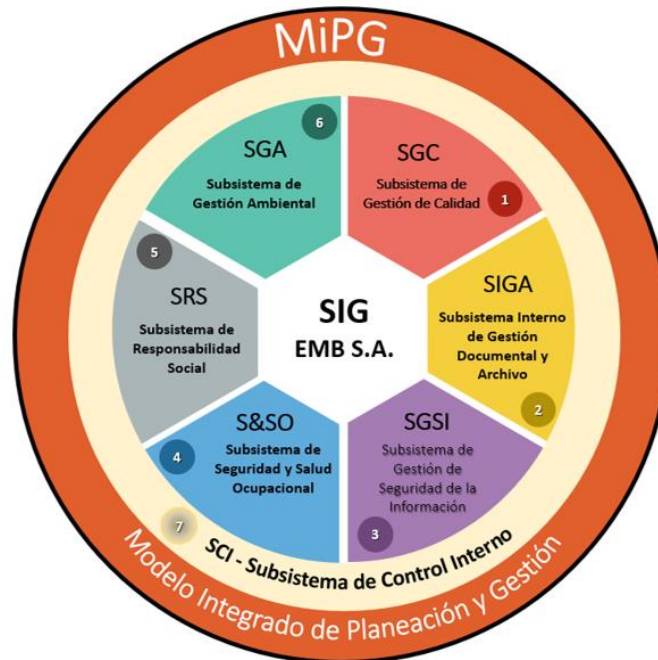 MiPG
6
SGA
Subsistema de
Gestión Ambiental
SGC
Subsistema de
Gestión de Calidad
1
5
SRS
Subsistema de
Responsabilidad
Social
SIG
EMB S.A.
SIGA
Subsistema Interno
de Gestión
Documental y
Archivo
2
S&SO
4
Subsistema de
Seguridad y Salud
Ocupacional
SGSI
Subsistema de
Gestión de
Seguridad de la
Información
3
7
SCI - Subsistema de Control Interno
Modelo Integrado de Planeación y Gestión